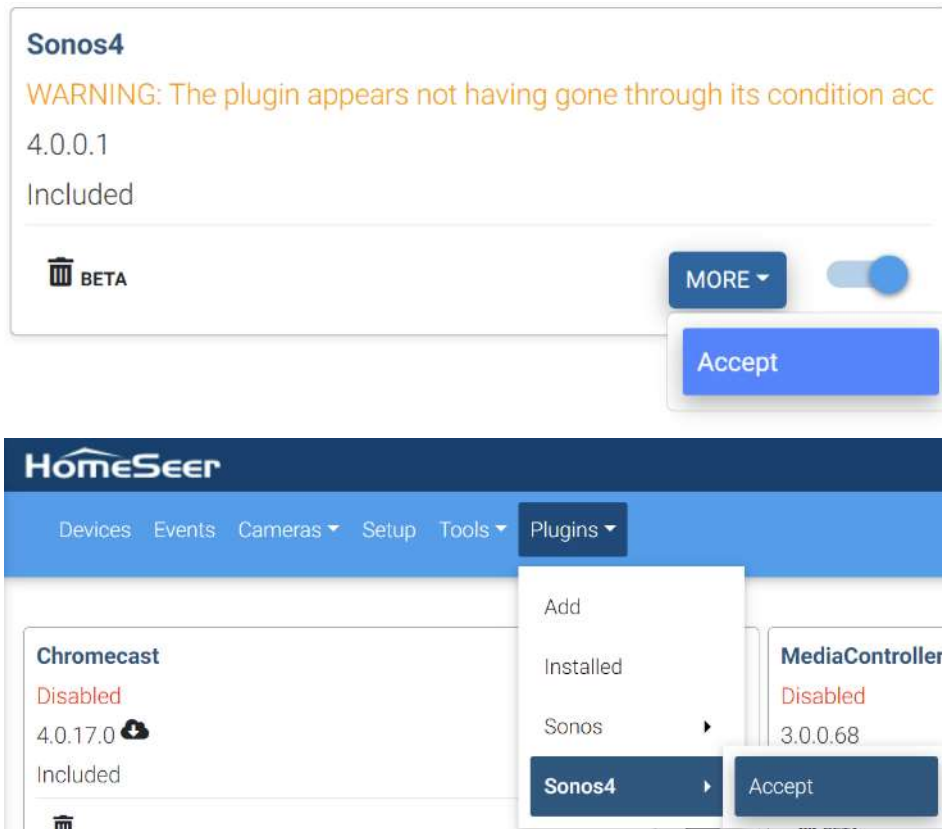 Sonos4
WARNING: The plugin appears not having gone through its condition acc
4.0.0.1
Included
BETA
MORE
Accept
HomeSeer
Devices Events Cameras Setup Tools Plugins
Add
Installed
Sonos
Sonos4
Accept
Chromecast
Disabled
4.0.17.0
Included
MediaController
Disabled
3.0.0.68